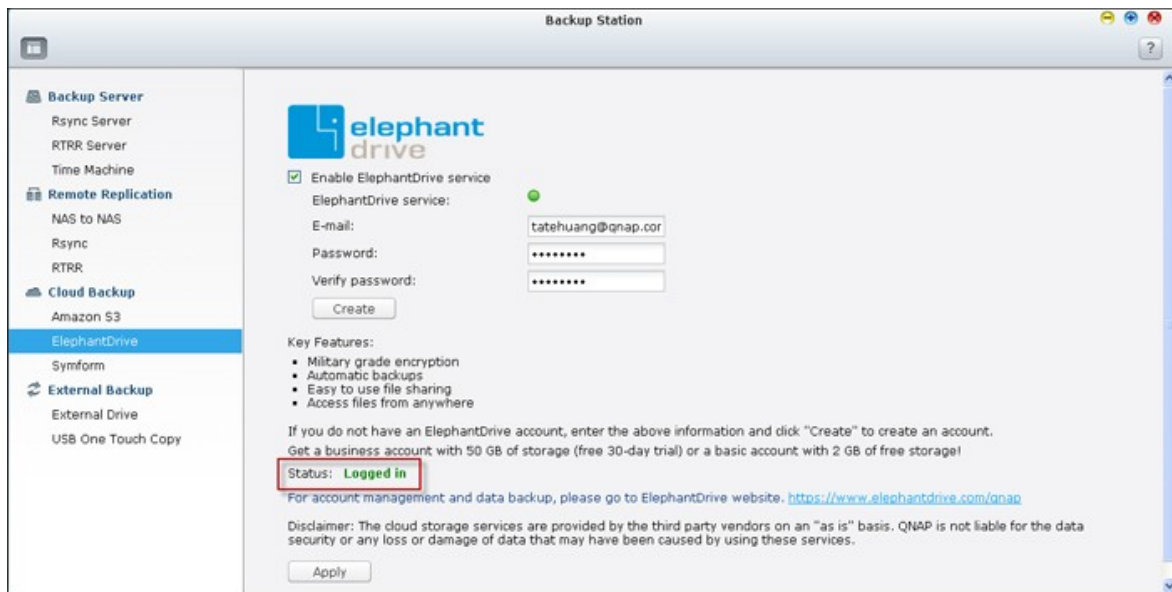 Backup Station
?
Backup Server
Rsync Server
RTRR Server
Time Machine
Remote Replication
NAS to NAS
Rsync
RTRR
Cloud Backup
Amazon S3
ElephantDrive
Symform
External Backup
External Drive
USB One Touch Copy
elephant
drive
Enable ElephantDrive service
ElephantDrive service:
E-mail: tatehuang@qnap.cor
Password: ••••••••
Verify password: ••••••••
Create
Key Features:
▪ Military grade encryption
▪ Automatic backups
▪ Easy to use file sharing
▪ Access files from anywhere
If you do not have an ElephantDrive account, enter the above information and click "Create" to create an account.
Get a business account with 50 GB of storage (free 30-day trial) or a basic account with 2 GB of free storage!
Status: Logged in
For account management and data backup, please go to ElephantDrive website. https://www.elephantdrive.com/qnap
Disclaimer: The cloud storage services are provided by the third party vendors on an "as is" basis. QNAP is not liable for the data
security or any loss or damage of data that may have been caused by using these services.
Apply